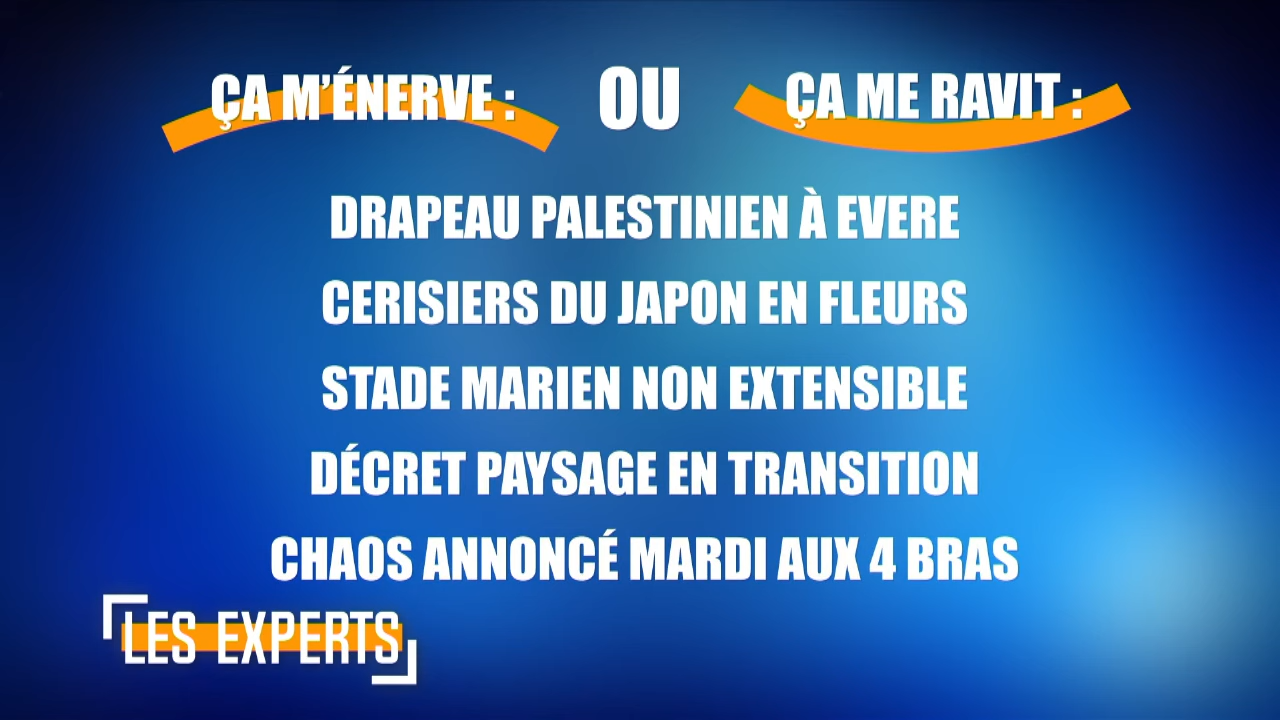 ÇA M'ÉNERVE : OU ÇA ME RAVIT :
DRAPEAU PALESTINIEN À EVERE
CERISIERS DU JAPON EN FLEURS
STADE MARIEN NON EXTENSIBLE
DÉCRET PAYSAGE EN TRANSITION
CHAOS ANNONCÉ MARDI AUX 4 BRAS
LES EXPERTS